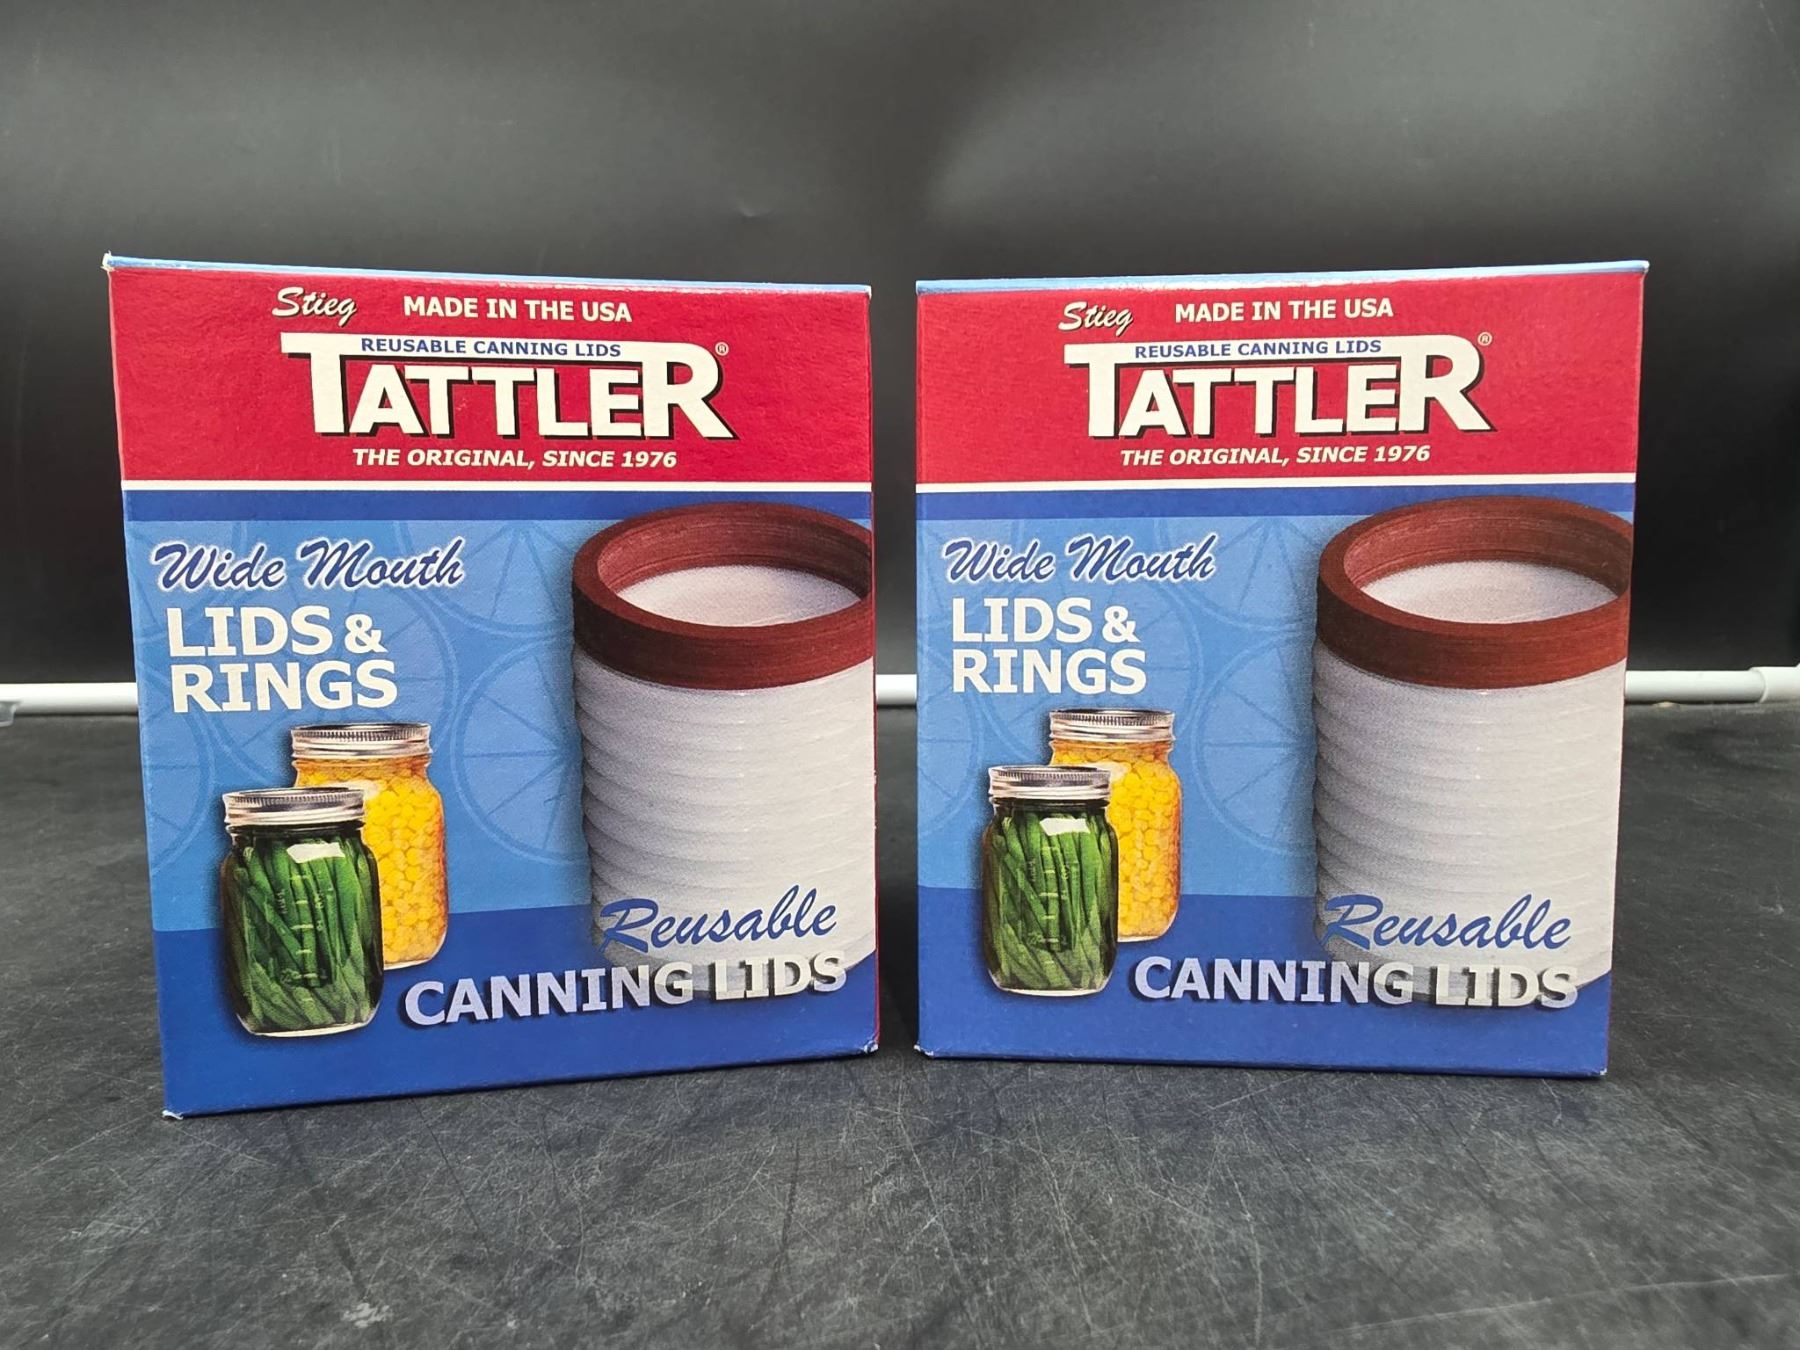 Stieg MADE IN THE USA
REUSABLE CANNING LIDS
TATTLER®
THE ORIGINAL, SINCE 1976
Wide Mouth
LIDS &
RINGS
Reusable
CANNING LIDS
Stieg MADE IN THE USA
REUSABLE CANNING LIDS
TATTLER®
THE ORIGINAL, SINCE 1976
Wide Mouth
LIDS &
RINGS
Reusable
CANNING LIDS